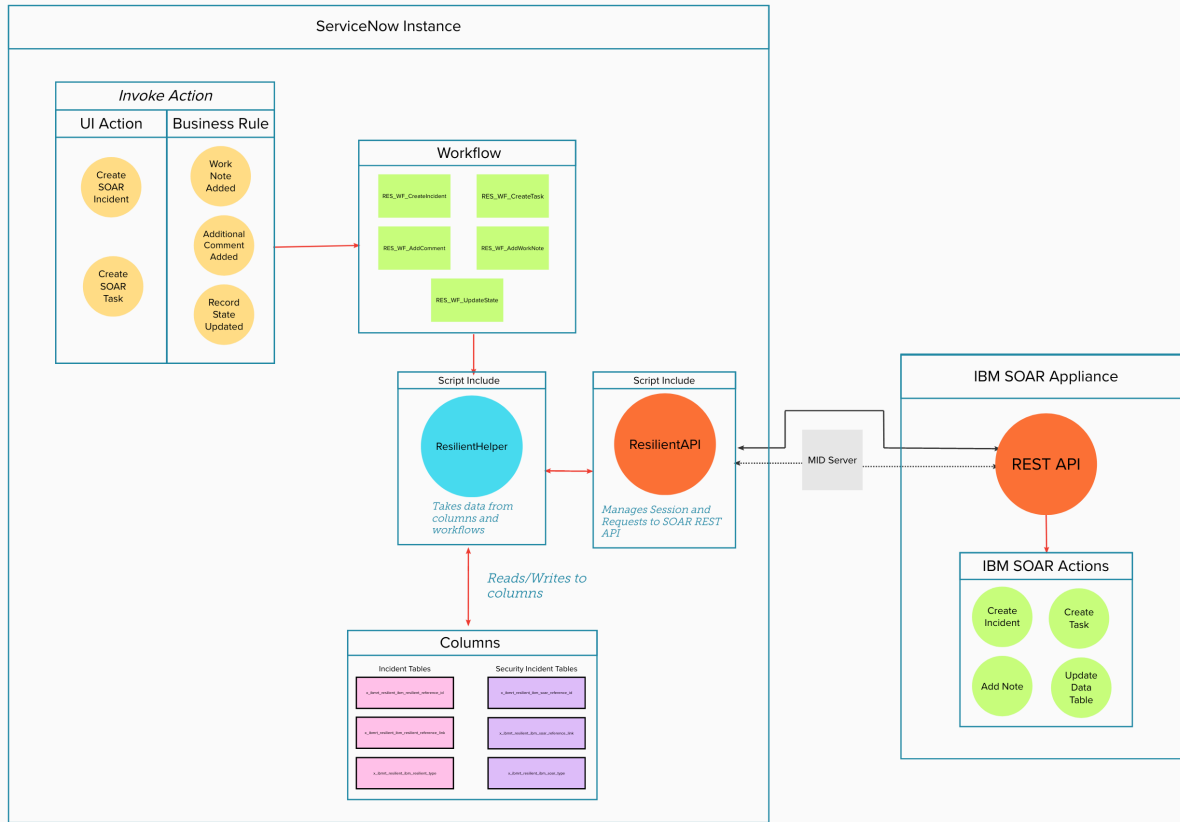 ServiceNow Instance
Invoke Action
UI Action
Business Rule
Create
SOAR
Incident
Create
SOAR
Task
Work
Note
Added
Additional
Comment
Added
Record
State
Updated
Workflow
RES_WF_CreateIncident
RES_WF_CreateTask
RES_WF_AddComment
RES_WF_AddWorkNote
RES_WF_UpdateState
Script Include
ResilientHelper
Takes data from
columns and
workflows
Script Include
ResilientAPI
Manages Session and
Requests to SOAR REST
API
MID Server
IBM SOAR Appliance
REST API
IBM SOAR Actions
Create
Incident
Create
Task
Add Note
Update
Data
Table
Reads/Writes to
columns
Columns
Incident Tables
Security Incident Tables